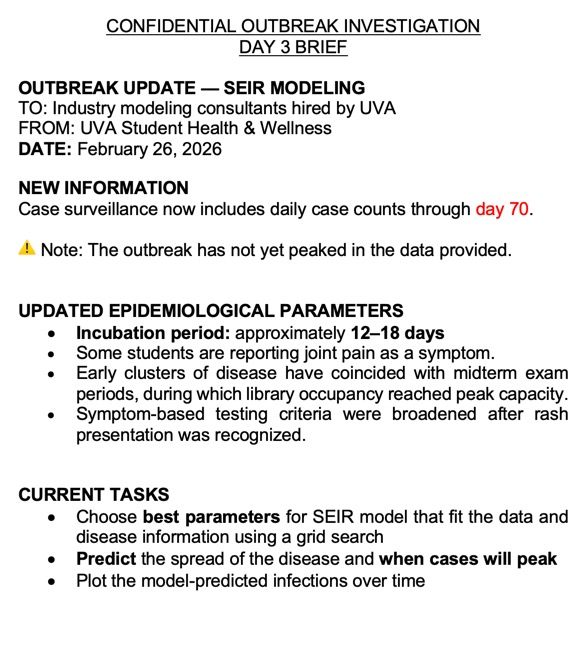 CONFIDENTIAL OUTBREAK INVESTIGATION
DAY 3 BRIEF
OUTBREAK UPDATE — SEIR MODELING
TO: Industry modeling consultants hired by UVA
FROM: UVA Student Health & Wellness
DATE: February 26, 2026
NEW INFORMATION
Case surveillance now includes daily case counts through day 70.
⚠️ Note: The outbreak has not yet peaked in the data provided.
UPDATED EPIDEMIOLOGICAL PARAMETERS
• Incubation period: approximately 12–18 days
• Some students are reporting joint pain as a symptom.
• Early clusters of disease have coincided with midterm exam
periods, during which library occupancy reached peak capacity.
• Symptom-based testing criteria were broadened after rash
presentation was recognized.
CURRENT TASKS
• Choose best parameters for SEIR model that fit the data and
disease information using a grid search
• Predict the spread of the disease and when cases will peak
• Plot the model-predicted infections over time